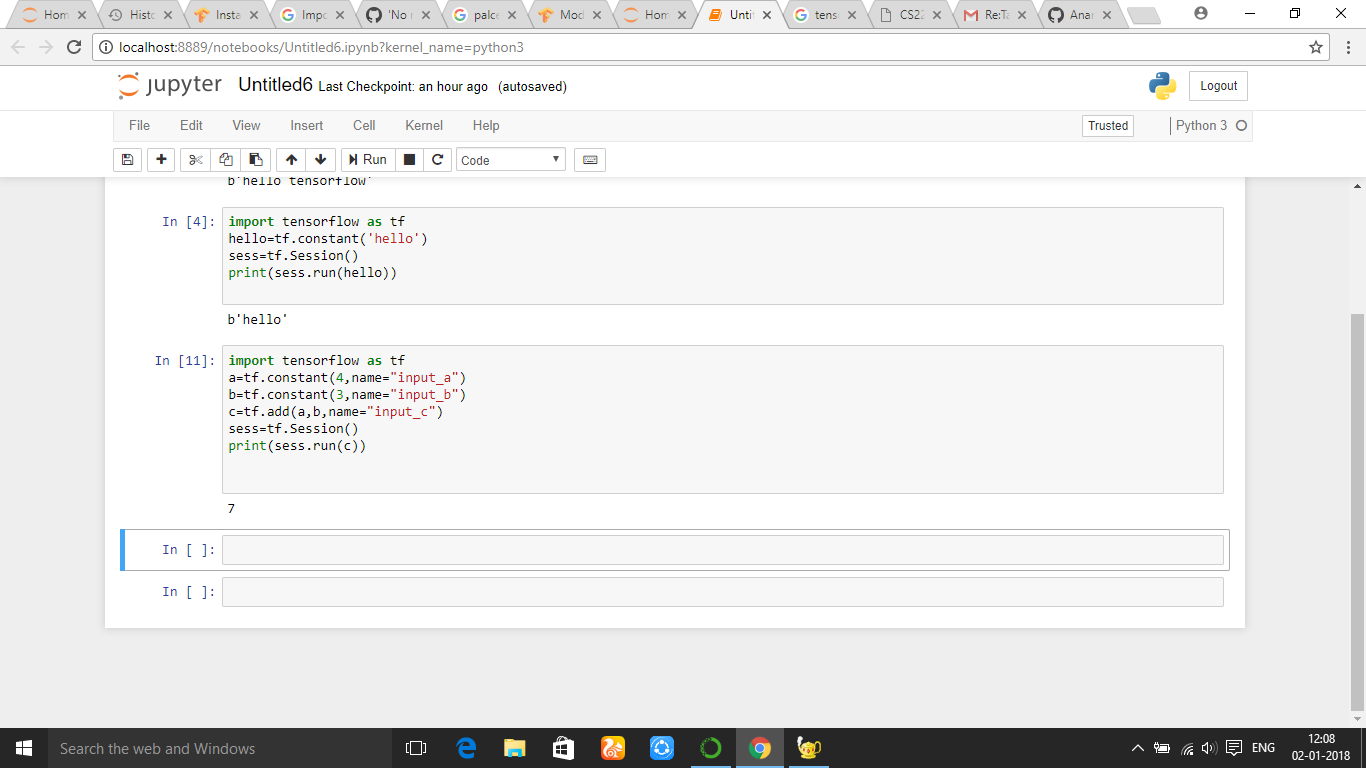 Hom
Histo
Insta
Impo
'No r
palce
Mod
Hom
Unti
tens
CS22
Re:Ta
Anar
localhost:8889/notebooks/Untitled6.ipynb?kernel_name=python3
jupyter Untitled6 Last Checkpoint: an hour ago (autosaved)
Logout
File Edit View Insert Cell Kernel Help
Trusted
Python 3
Run
Code
b'hello tensorflow'
In [4]:
import tensorflow as tf
hello=tf.constant('hello')
sess=tf.Session()
print(sess.run(hello))
b'hello'
In [11]:
import tensorflow as tf
a=tf.constant(4,name="input_a")
b=tf.constant(3,name="input_b")
c=tf.add(a,b,name="input_c")
sess=tf.Session()
print(sess.run(c))
7
In [ ]:
In [ ]:
Search the web and Windows
ENG
12:08
02-01-2018